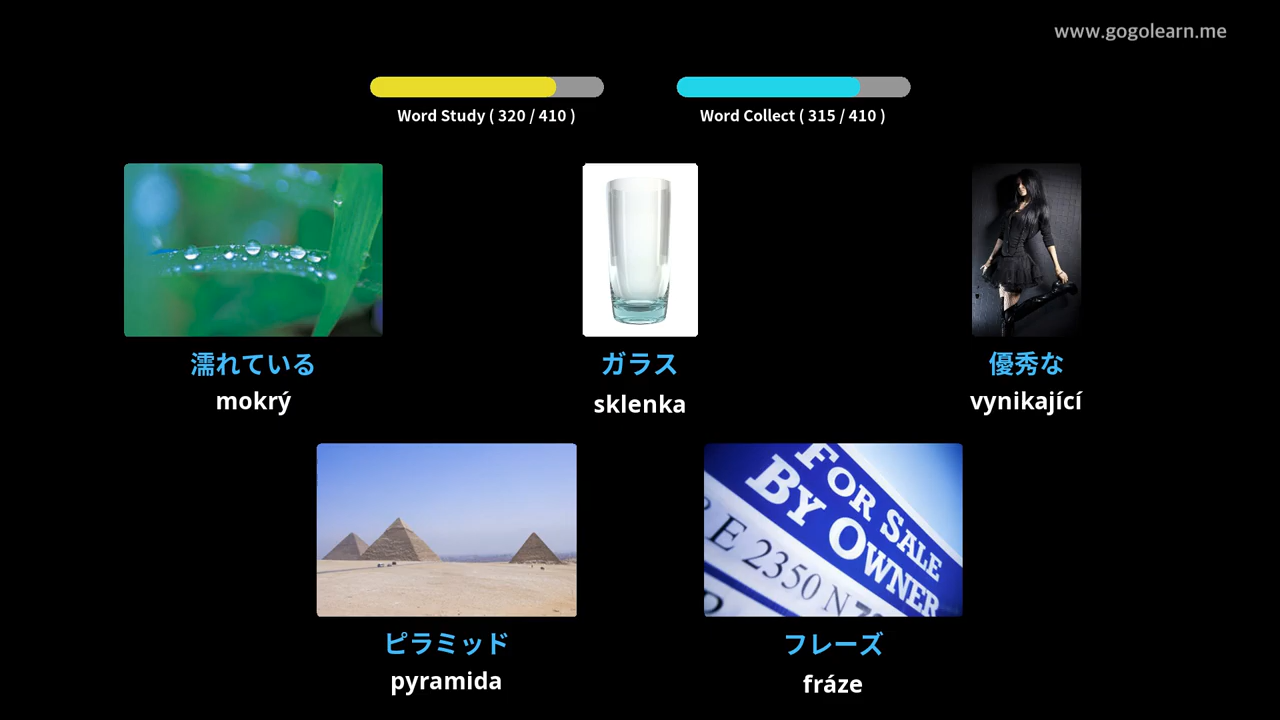 www.gogolearn.me
Word Study ( 320 / 410 )
Word Collect ( 315 / 410 )
濡れている
mokrý
ガラス
sklenka
優秀な
vynikající
FOR SALE
BY OWNER
E 2350 N
ピラミッド
pyramida
フレーズ
fráze